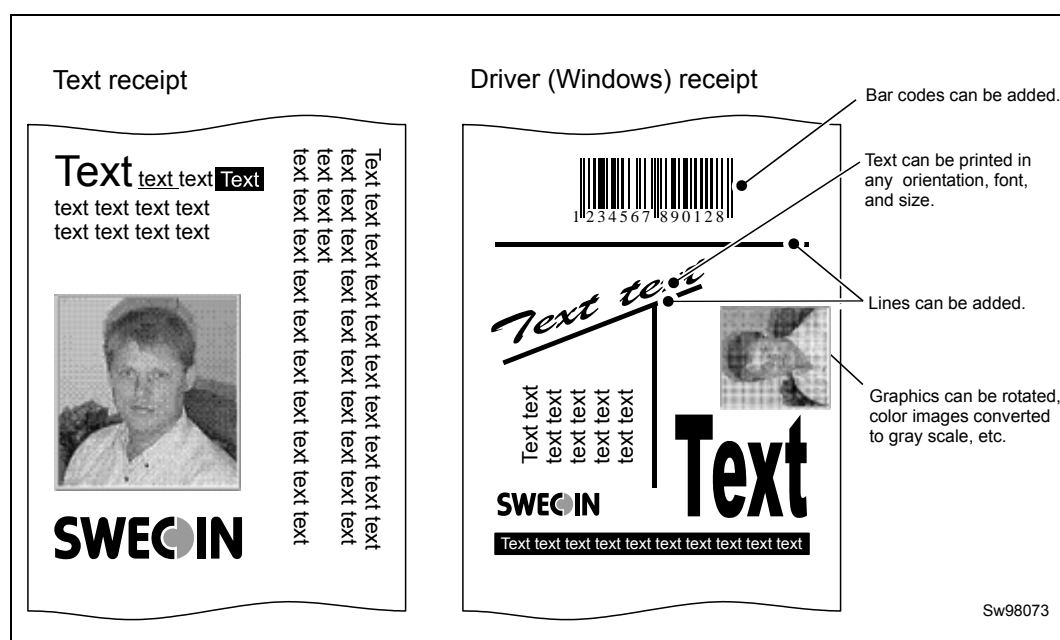 Text receipt
Text text text Text
text text text text
text text text text
Text text text text text text text text text text
text text text text text text text text text text
text text text
text text text text text text text text text text
SWECOIN
Driver (Windows) receipt
1 234567 890128
Text text
Text text
text text
text text
text text
text text
Text
SWECOIN
Text text text text text text text text text text
Bar codes can be added.
Text can be printed in
any orientation, font,
and size.
Lines can be added.
Graphics can be rotated,
color images converted
to gray scale, etc.
Sw98073